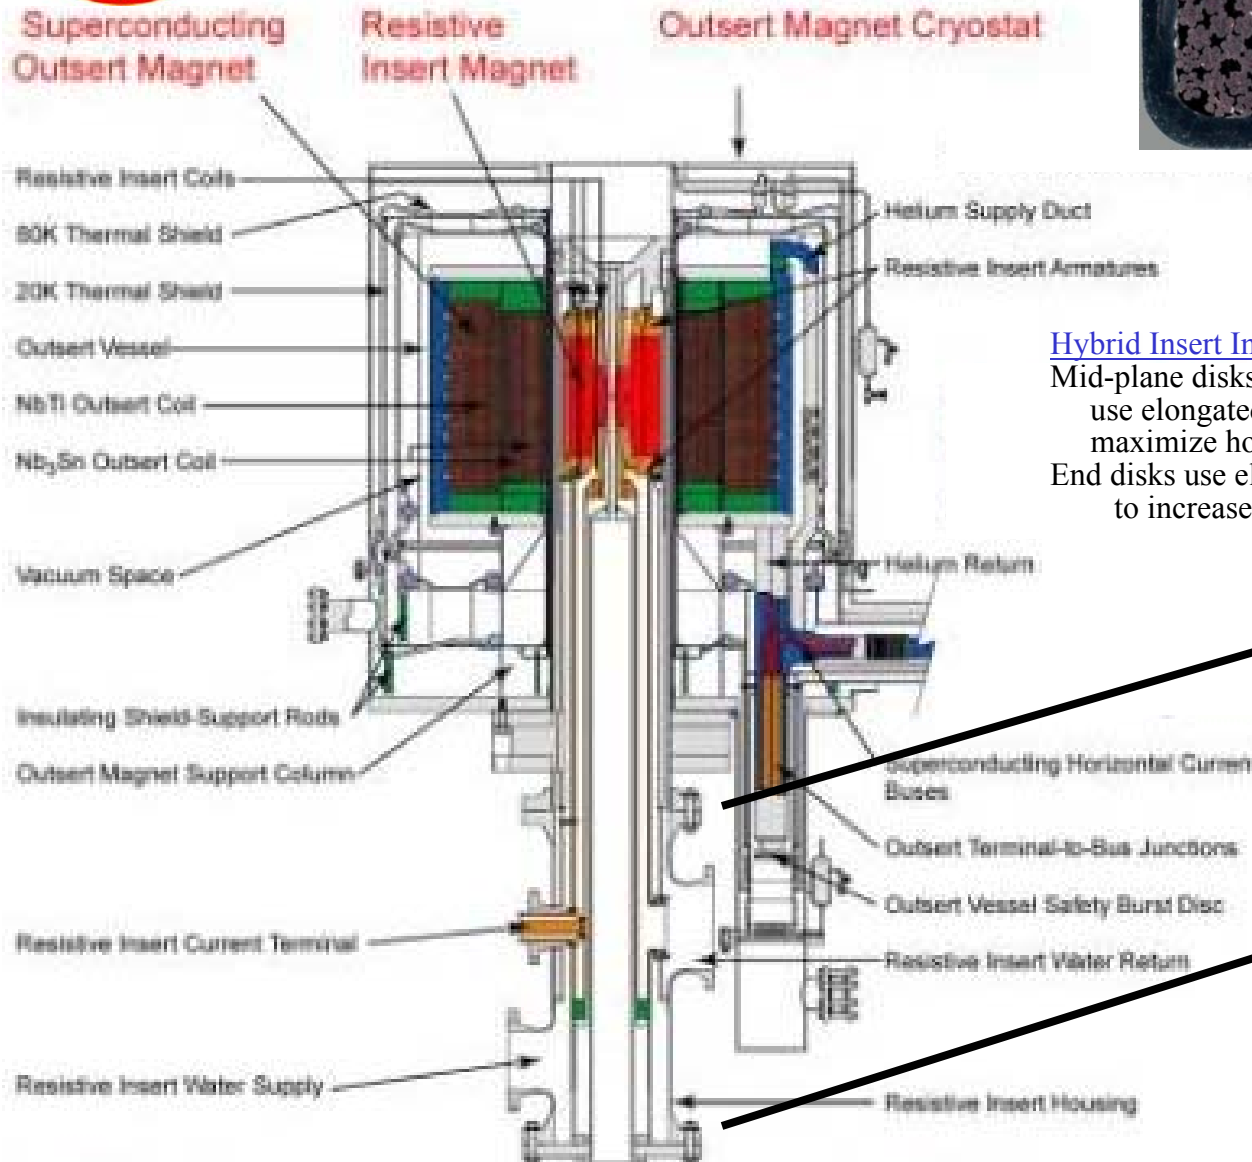 Superconducting
Outsert Magnet
Resistive
Insert Magnet
Outsert Magnet Cryostat
Resistive Insert Coils
80K Thermal Shield
20K Thermal Shield
Outsert Vessel
NbTi Outsert Coil
Nb₃Sn Outsert Coil
Vacuum Space
Insulating Shield-Support Rods
Outsert Magnet Support Column
Resistive Insert Current Terminal
Resistive Insert Water Supply
Helium Supply Duct
Resistive Insert Armatures
Hybrid Insert In
Mid-plane disks
use elongated
maximize ho
End disks use el
to increase
Helium Return
Superconducting Horizontal Curren
Buses
Outsert Terminal-to-Bus Junctions
Outsert Vessel Safety Burst Disc
Resistive Insert Water Return
Resistive Insert Housing